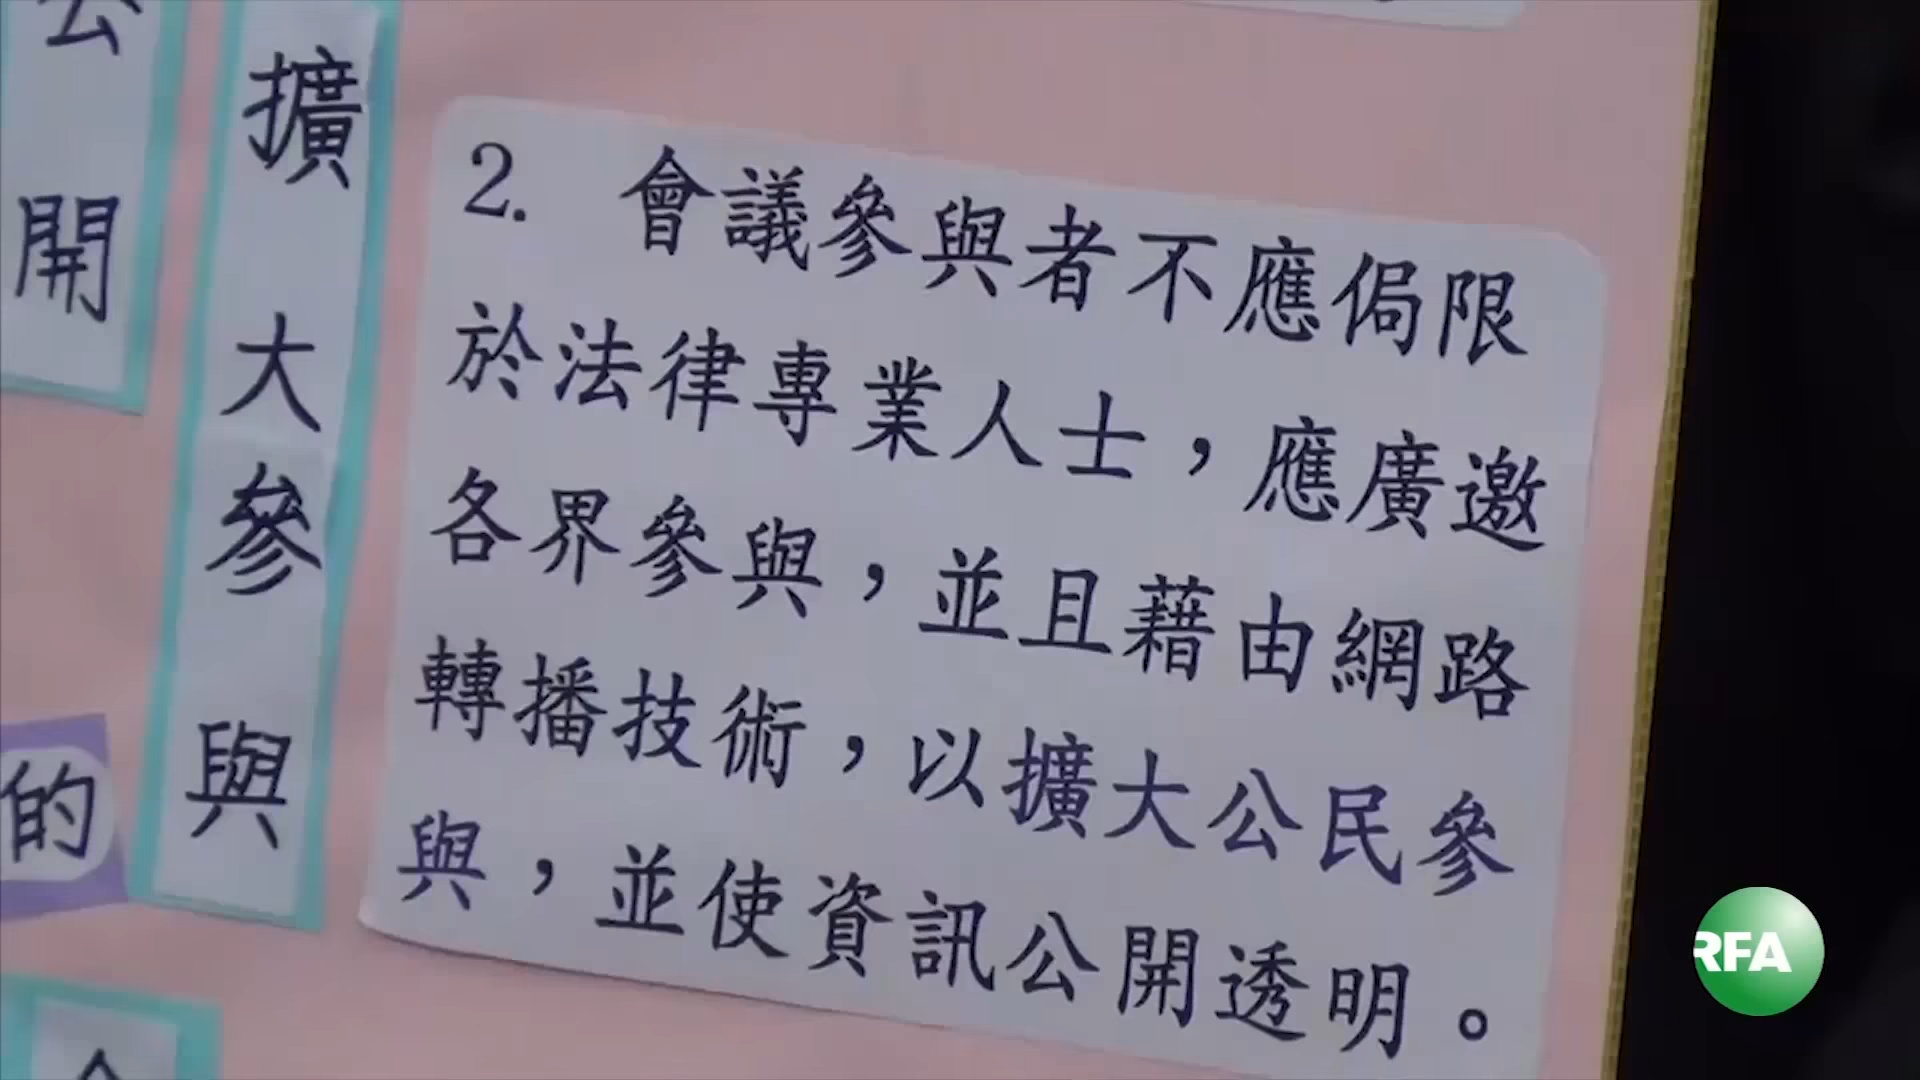 公開
擴大參與
的
2. 會議參與者不應侷限
於法律專業人士，應廣邀
各界參與，並且藉由網路
轉播技術，以擴大公民參
與，並使資訊公開透明。
RFA